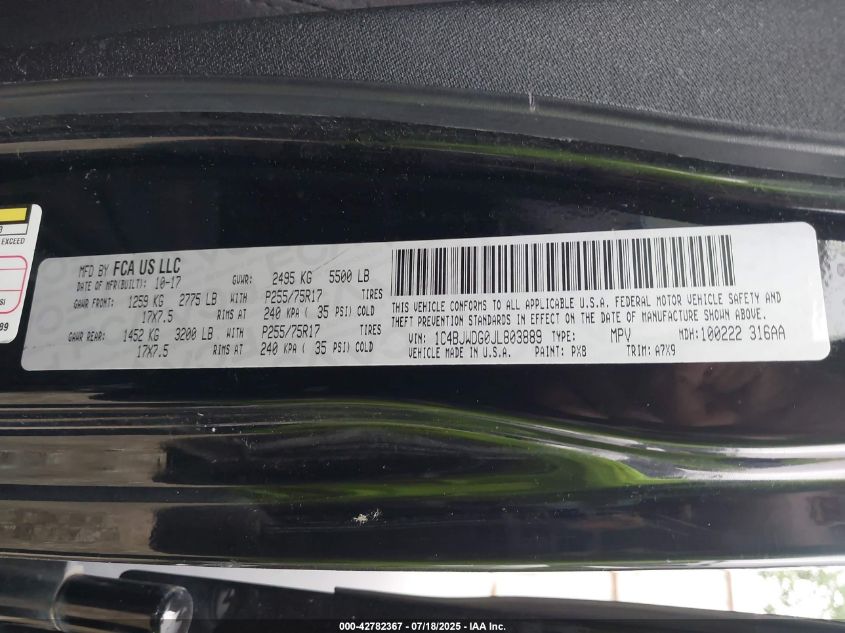 EXCEED
SI
89
MFD BY FCA US LLC
DATE OF MFR(BUILT): 10-17 GVWR: 2495 KG 5500 LB
GAWR FRONT: 1259 KG 2775 LB WITH P255/75R17 TIRES
17X7.5 RIMS AT 240 KPA ( 35 PSI) COLD
GAWR REAR: 1452 KG 3200 LB WITH P255/75R17 TIRES
17X7.5 RIMS AT 240 KPA ( 35 PSI) COLD
THIS VEHICLE CONFORMS TO ALL APPLICABLE U.S.A. FEDERAL MOTOR VEHICLE SAFETY AND
THEFT PREVENTION STANDARDS IN EFFECT ON THE DATE OF MANUFACTURE SHOWN ABOVE.
VIN: 1C4BJWDG0JL803889 TYPE: MPV MDH: 100222 316AA
VEHICLE MADE IN U.S.A. PAINT: PX8 TRIM: A7X9
000-42782367 - 07/18/2025 - IAA Inc.